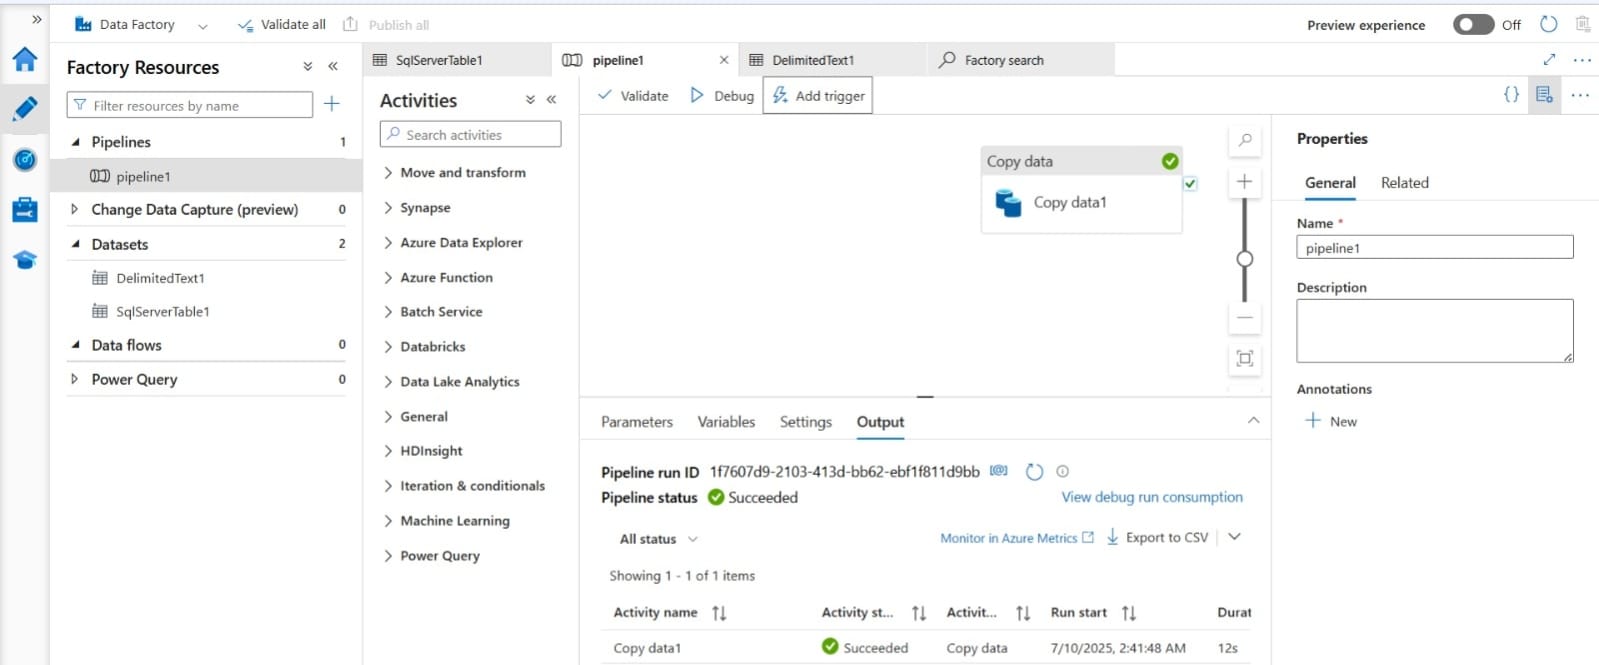 Data Factory
Validate all
Publish all
Preview experience
Off
Factory Resources
Filter resources by name
Pipelines 1
pipeline1
Change Data Capture (preview) 0
Datasets 2
DelimitedText1
SqlServerTable1
Data flows 0
Power Query 0
SqlServerTable1
pipeline1
DelimitedText1
Factory search
Activities
Search activities
Move and transform
Synapse
Azure Data Explorer
Azure Function
Batch Service
Databricks
Data Lake Analytics
General
HDInsight
Iteration & conditionals
Machine Learning
Power Query
Validate
Debug
Add trigger
Copy data
Copy data1
Parameters Variables Settings Output
Pipeline run ID 1f7607d9-2103-413d-bb62-ebf1f811d9bb
Pipeline status Succeeded
View debug run consumption
All status
Monitor in Azure Metrics
Export to CSV
Showing 1 - 1 of 1 items
Activity name Activity st... Activit... Run start Durat
Copy data1 Succeeded Copy data 7/10/2025, 2:41:48 AM 12s
Properties
General Related
Name *
pipeline1
Description
Annotations
New